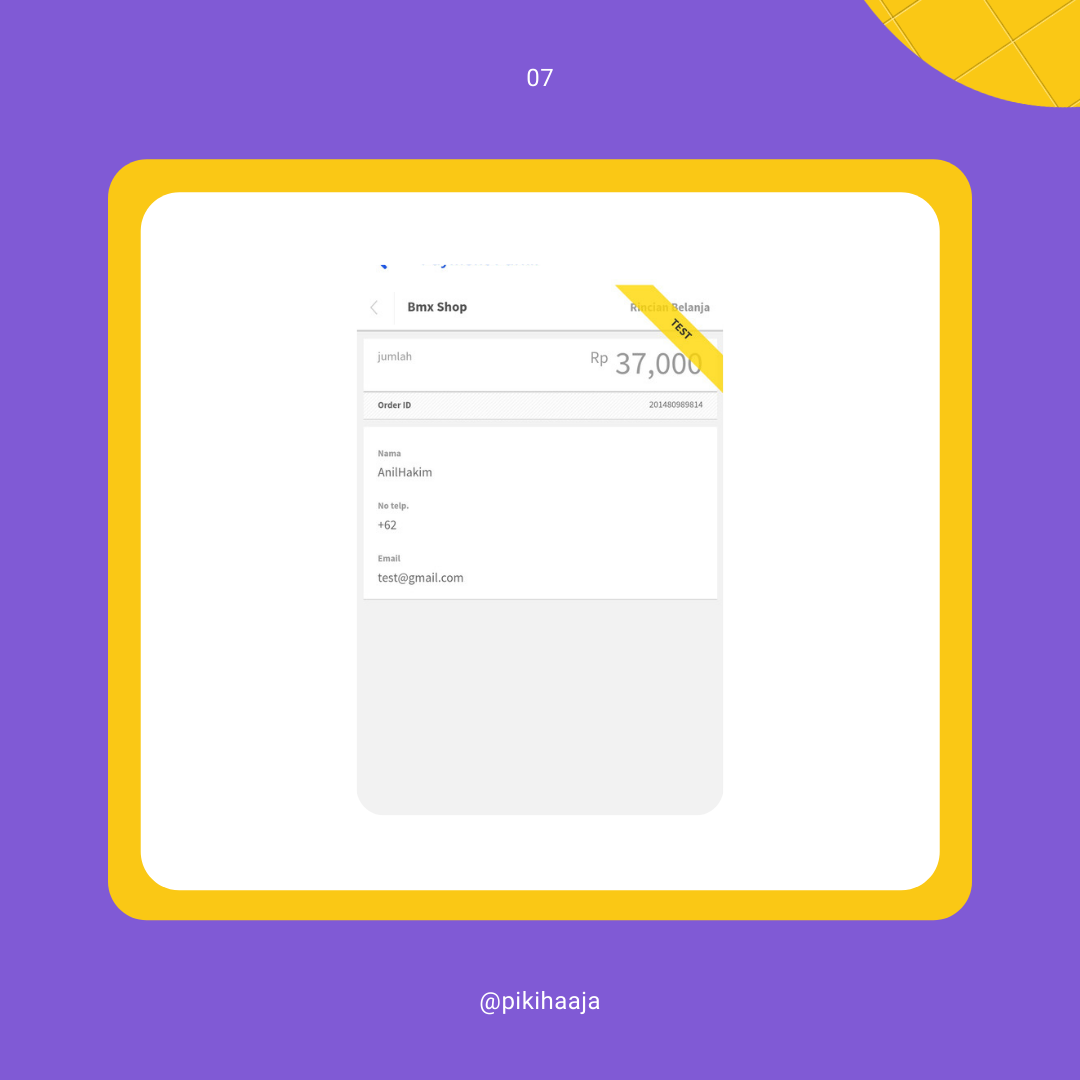 07
Bmx Shop
Rincian Belanja
TEST
jumlah
Rp 37,000
Order ID
201480989814
Nama
AnilHakim
No telp.
+62
Email
test@gmail.com
@pikihaaja